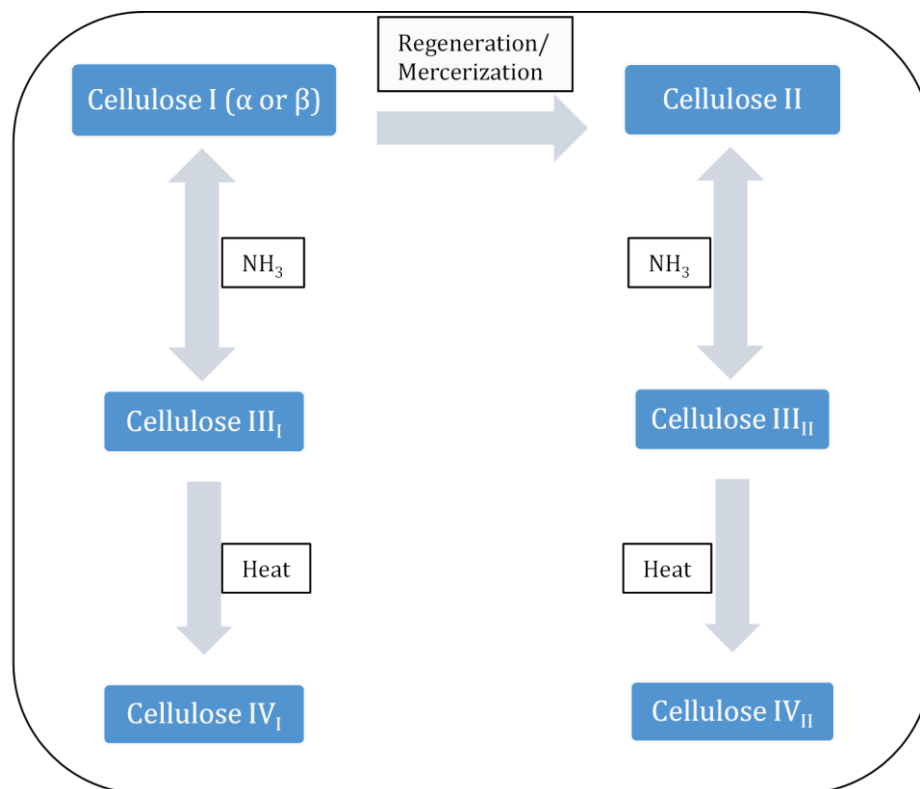 Regeneration/
Mercerization
Cellulose I (α or β)
Cellulose II
NH₃
NH₃
Cellulose IIII
Cellulose IIIII
Heat
Heat
Cellulose IVI
Cellulose IVII